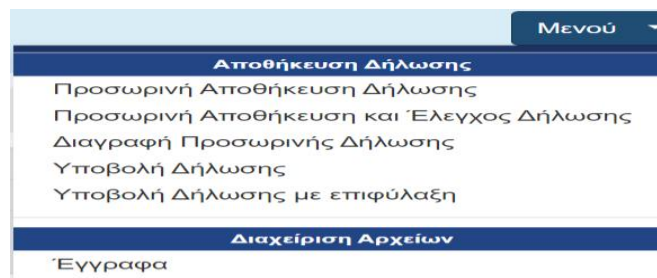 Μενού
Αποθήκευση Δήλωσης
Προσωρινή Αποθήκευση Δήλωσης
Προσωρινή Αποθήκευση και Έλεγχος Δήλωσης
Διαγραφή Προσωρινής Δήλωσης
Υποβολή Δήλωσης
Υποβολή Δήλωσης με επιφύλαξη
Διαχείριση Αρχείων
Έγγραφα